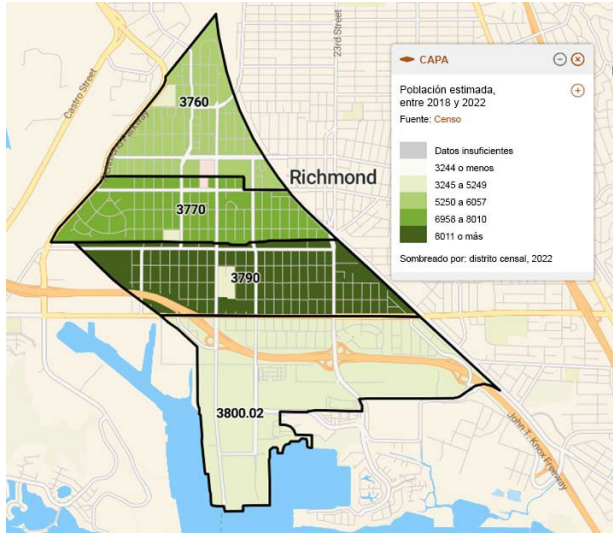 23rd Street
Castro Street
3760
Richmond
3770
3790
3800.02
John T. Knox Freeway
CAPA
Población estimada,
entre 2018 y 2022
Fuente: Censo
Datos insuficientes
3244 o menos
3245 a 5249
5250 a 6057
6958 a 8010
8011 o más
Sombreado por: distrito censal, 2022